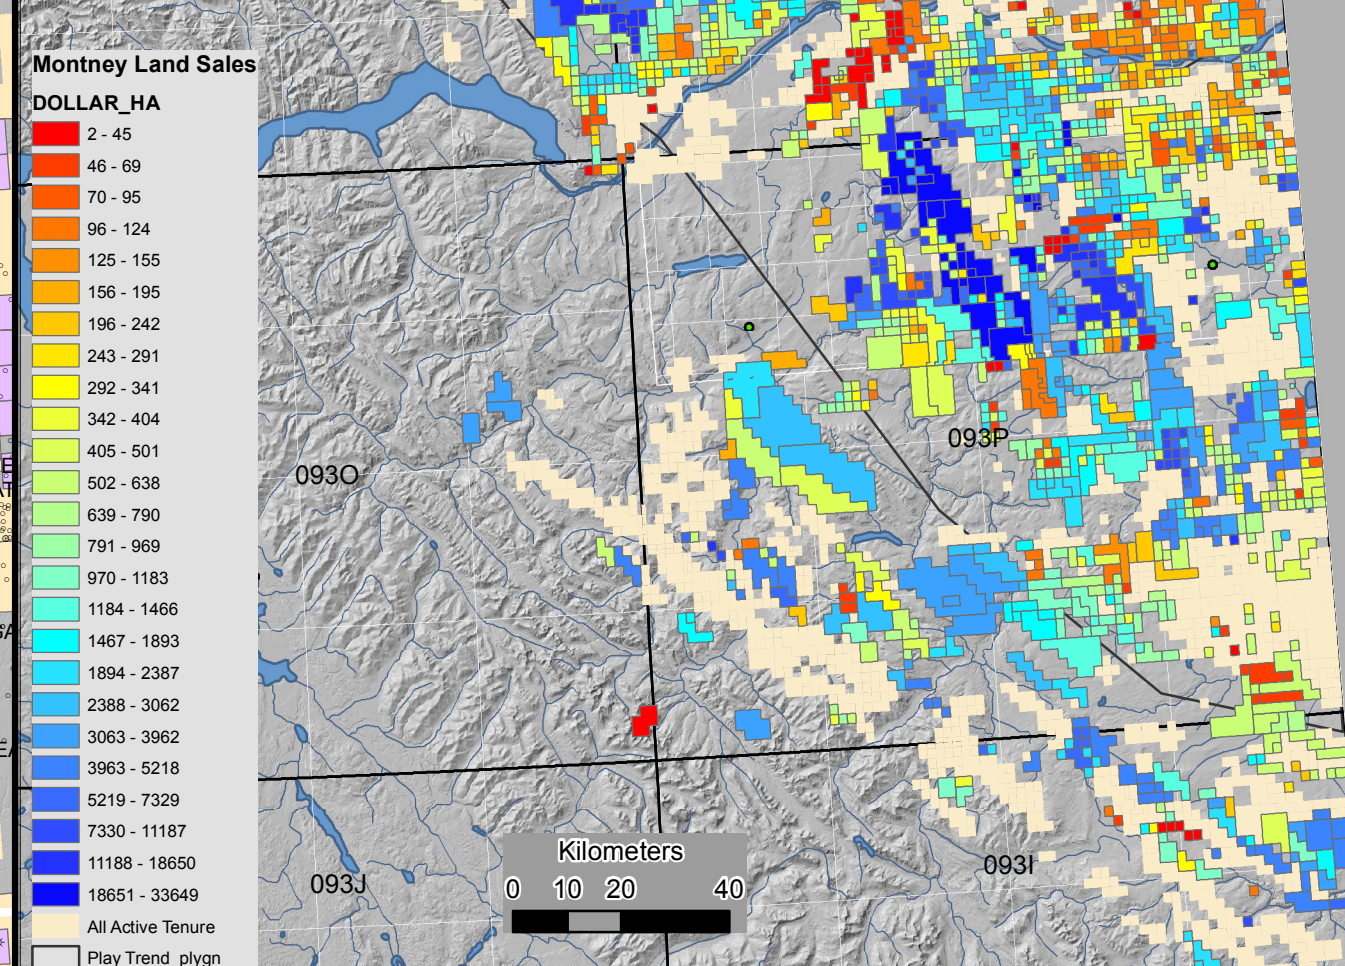 Montney Land Sales
DOLLAR_HA
2 - 45
46 - 69
70 - 95
96 - 124
125 - 155
156 - 195
196 - 242
243 - 291
292 - 341
342 - 404
405 - 501
502 - 638
639 - 790
791 - 969
970 - 1183
1184 - 1466
1467 - 1893
1894 - 2387
2388 - 3062
3063 - 3962
3963 - 5218
5219 - 7329
7330 - 11187
11188 - 18650
18651 - 33649
All Active Tenure
Play Trend_plygn
093P
093O
Kilometers
0 10 20 40
093I
093J